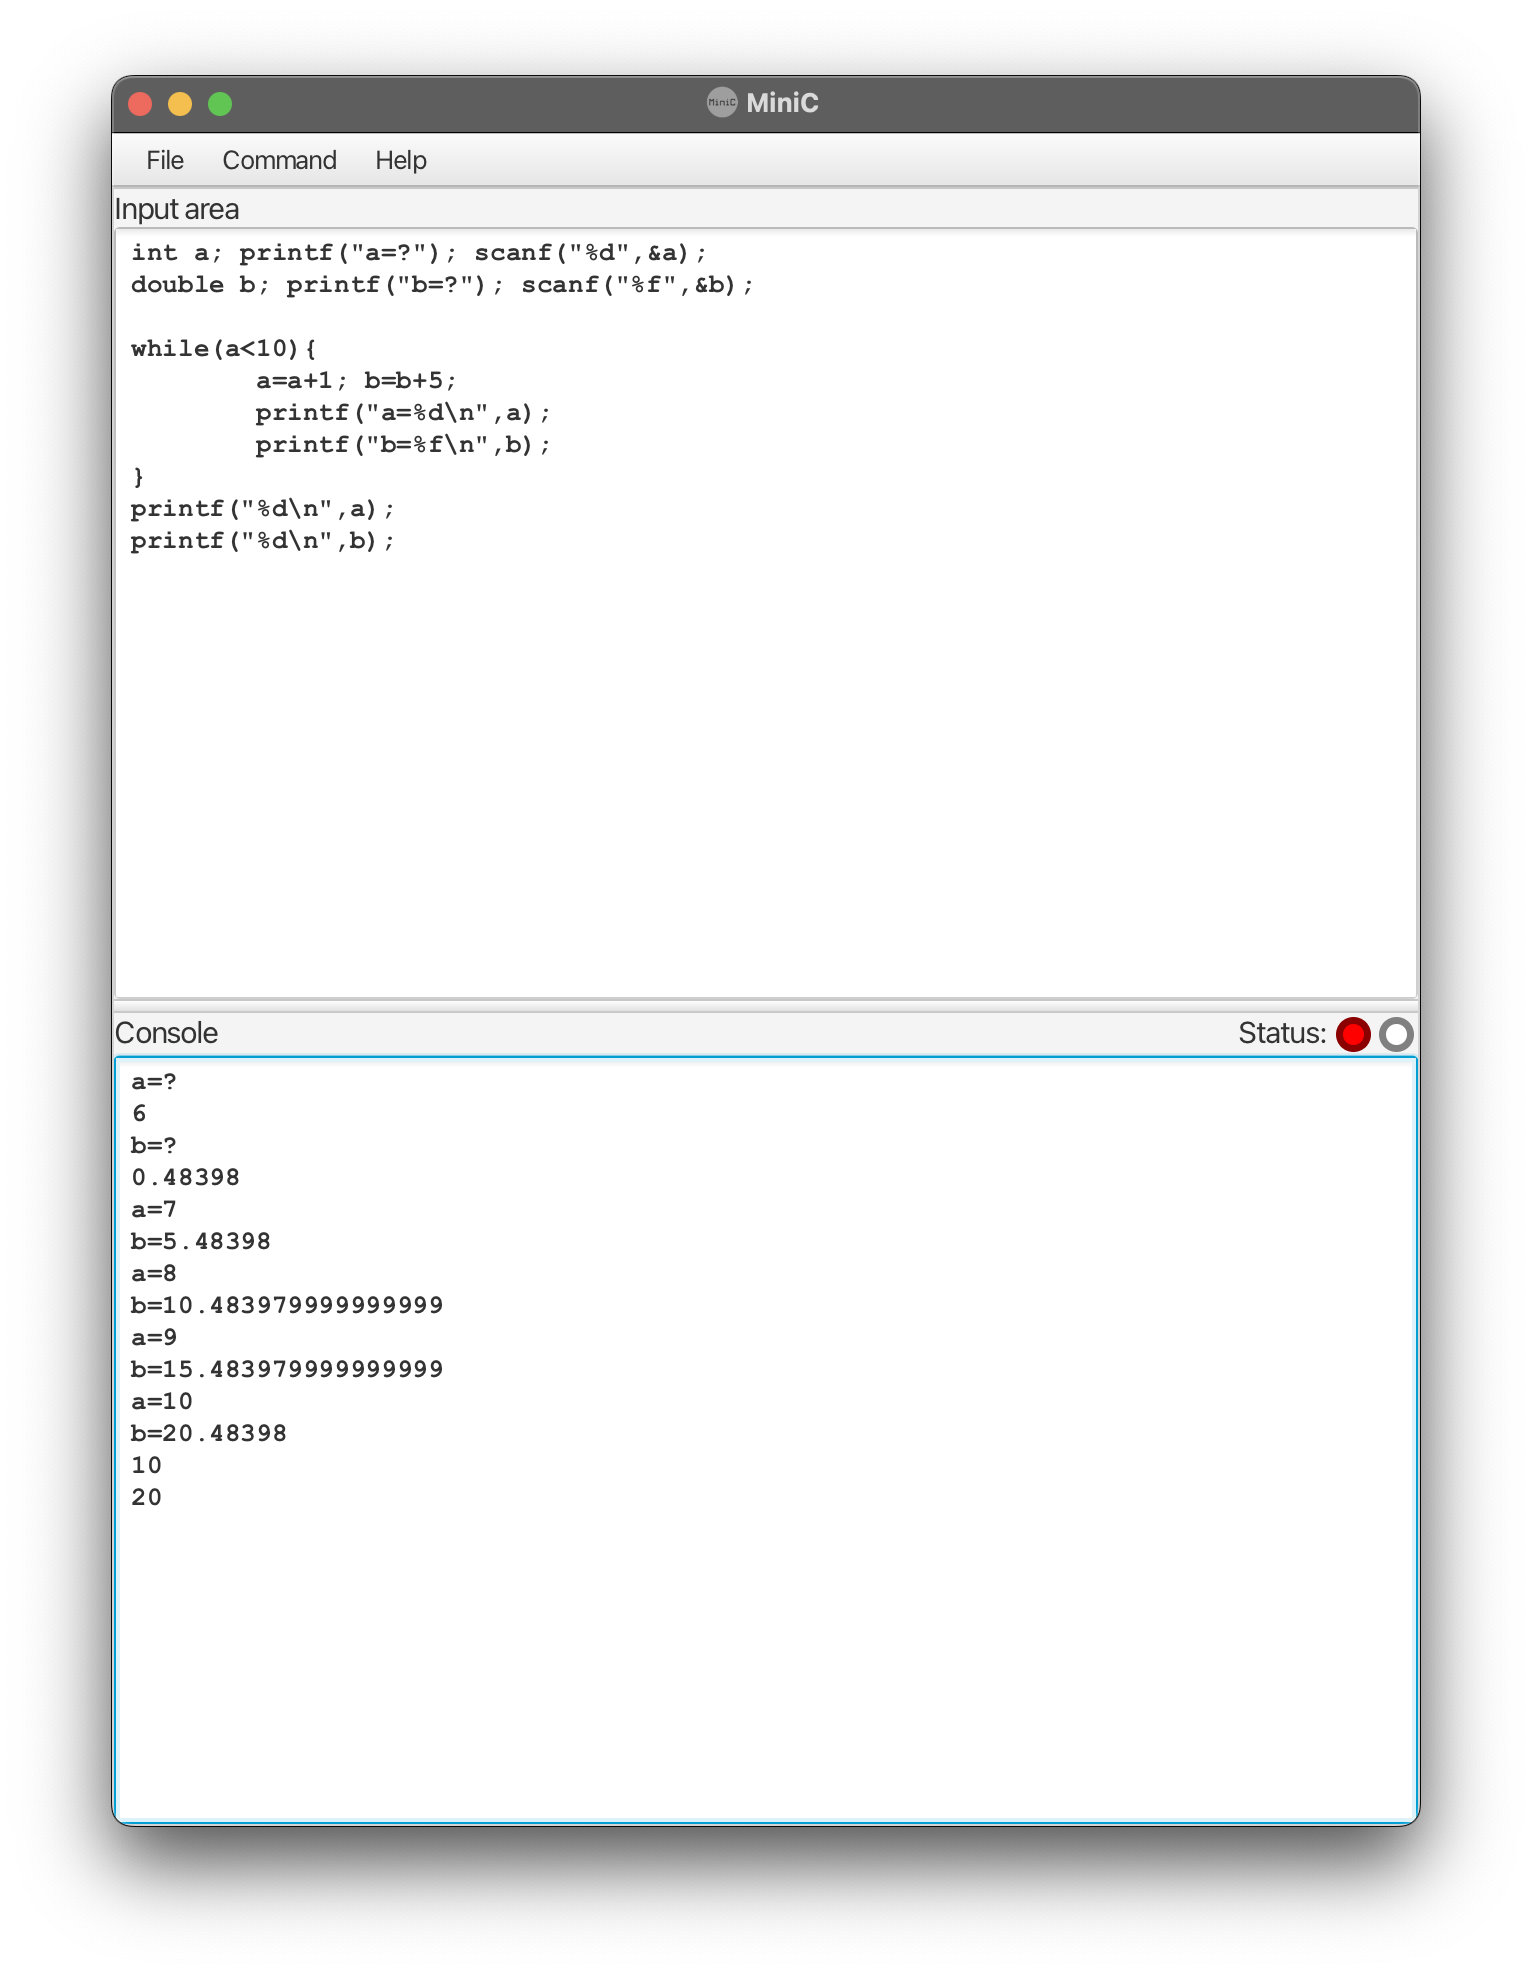 MiniC MiniC
File Command Help
Input area
int a; printf("a=?"); scanf("%d",&a);
double b; printf("b=?"); scanf("%f",&b);
while(a<10){
        a=a+1; b=b+5;
        printf("a=%d\n",a);
        printf("b=%f\n",b);
}
printf("%d\n",a);
printf("%d\n",b);
Console Status:
a=?
6
b=?
0.48398
a=7
b=5.48398
a=8
b=10.483979999999999
a=9
b=15.483979999999999
a=10
b=20.48398
10
20